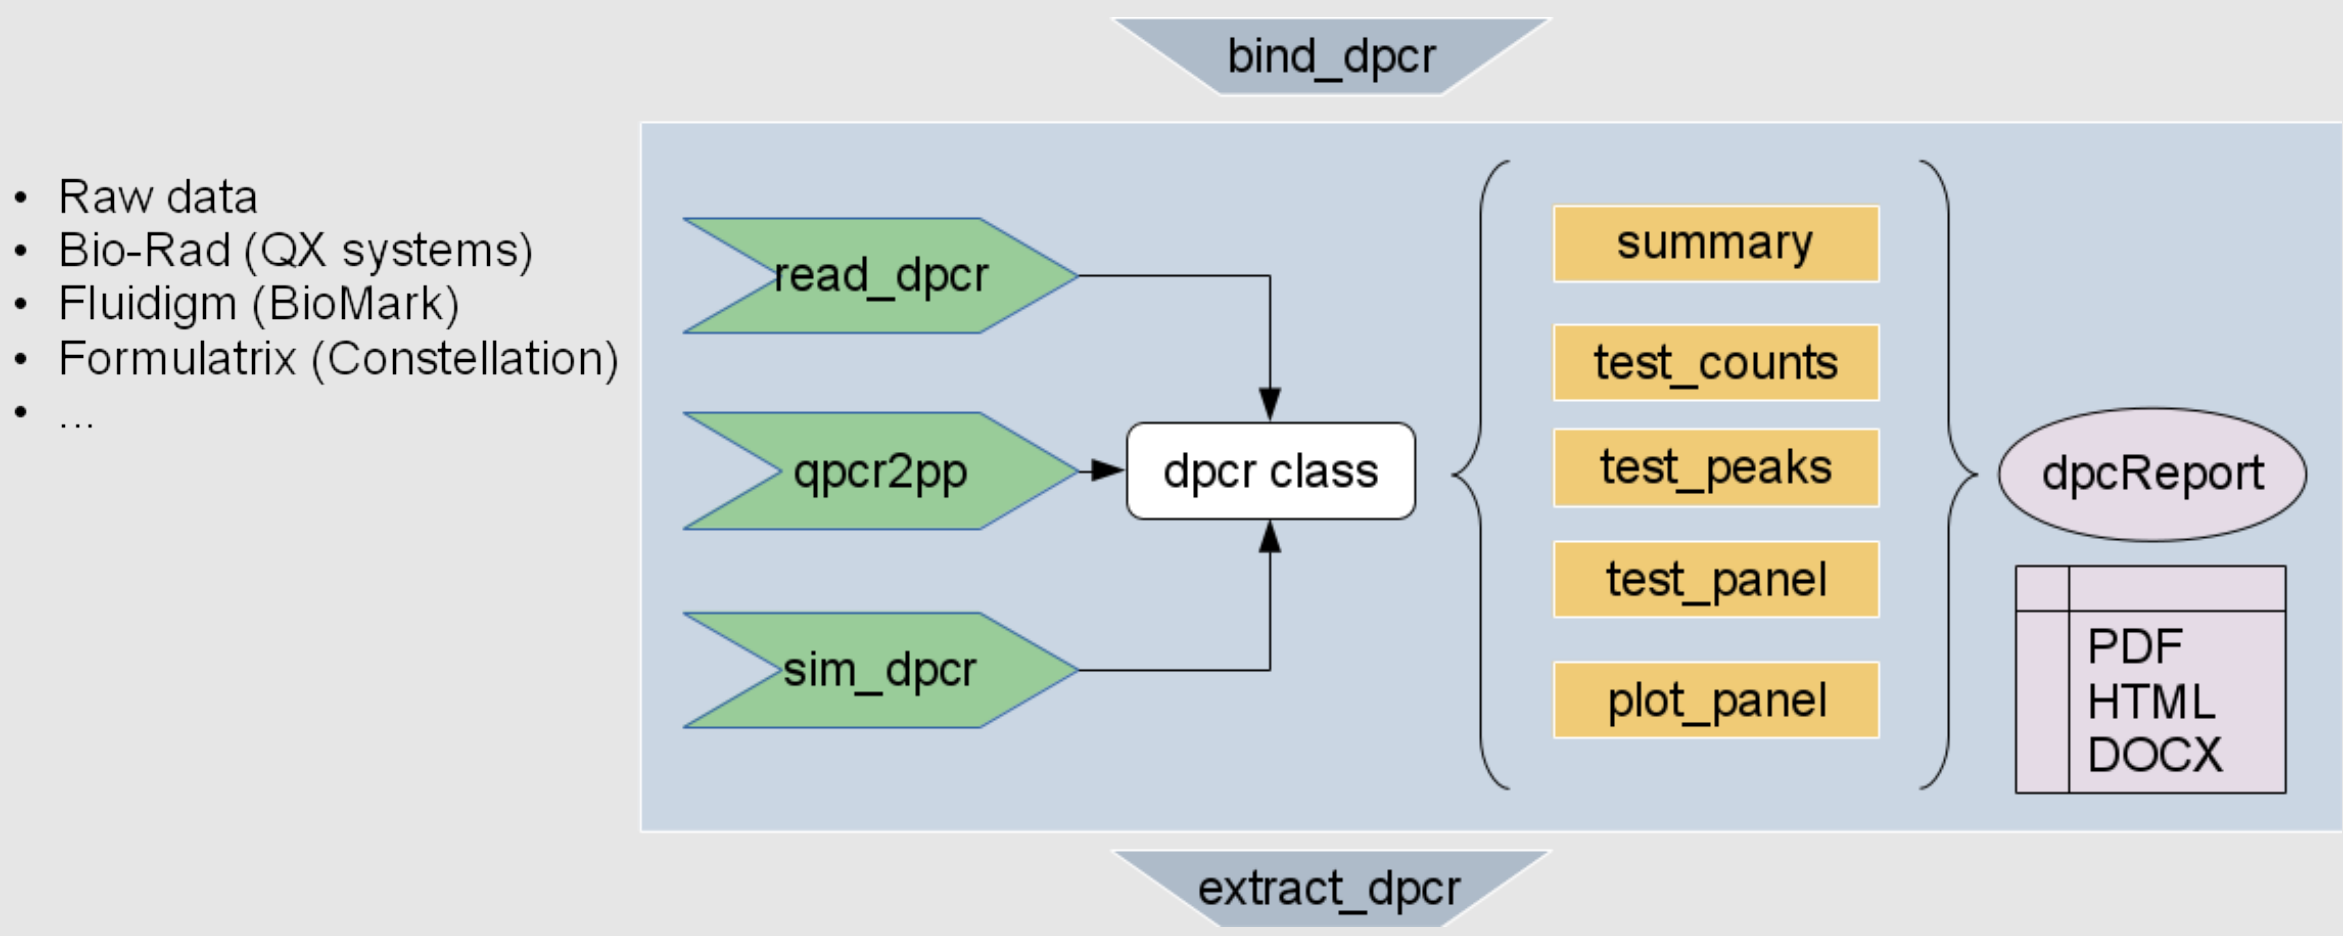 bind_dpcr
• Raw data
• Bio-Rad (QX systems)
• Fluidigm (BioMark)
• Formulatrix (Constellation)
• ...
read_dpcr
qpcr2pp
sim_dpcr
dpcr class
summary
test_counts
test_peaks
test_panel
plot_panel
dpcReport
PDF
HTML
DOCX
extract_dpcr